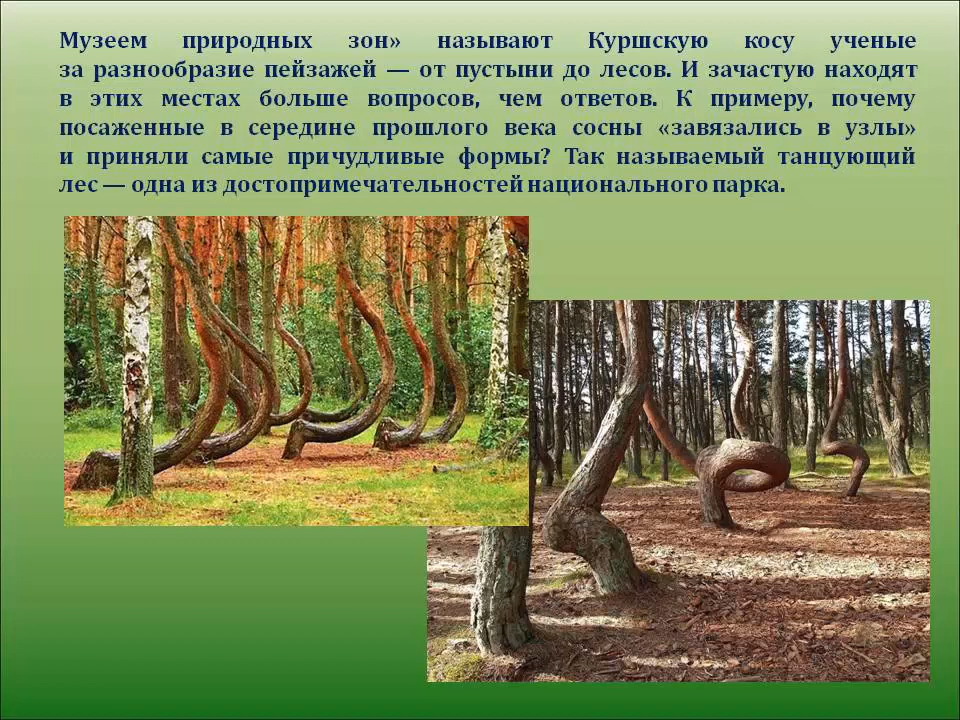 Музеем природных зон» называют Куршскую косу ученые
за разнообразие пейзажей — от пустыни до лесов. И зачастую находят
в этих местах больше вопросов, чем ответов. К примеру, почему
посаженные в середине прошлого века сосны «завязались в узлы»
и приняли самые причудливые формы? Так называемый танцующий
лес — одна из достопримечательностей национального парка.